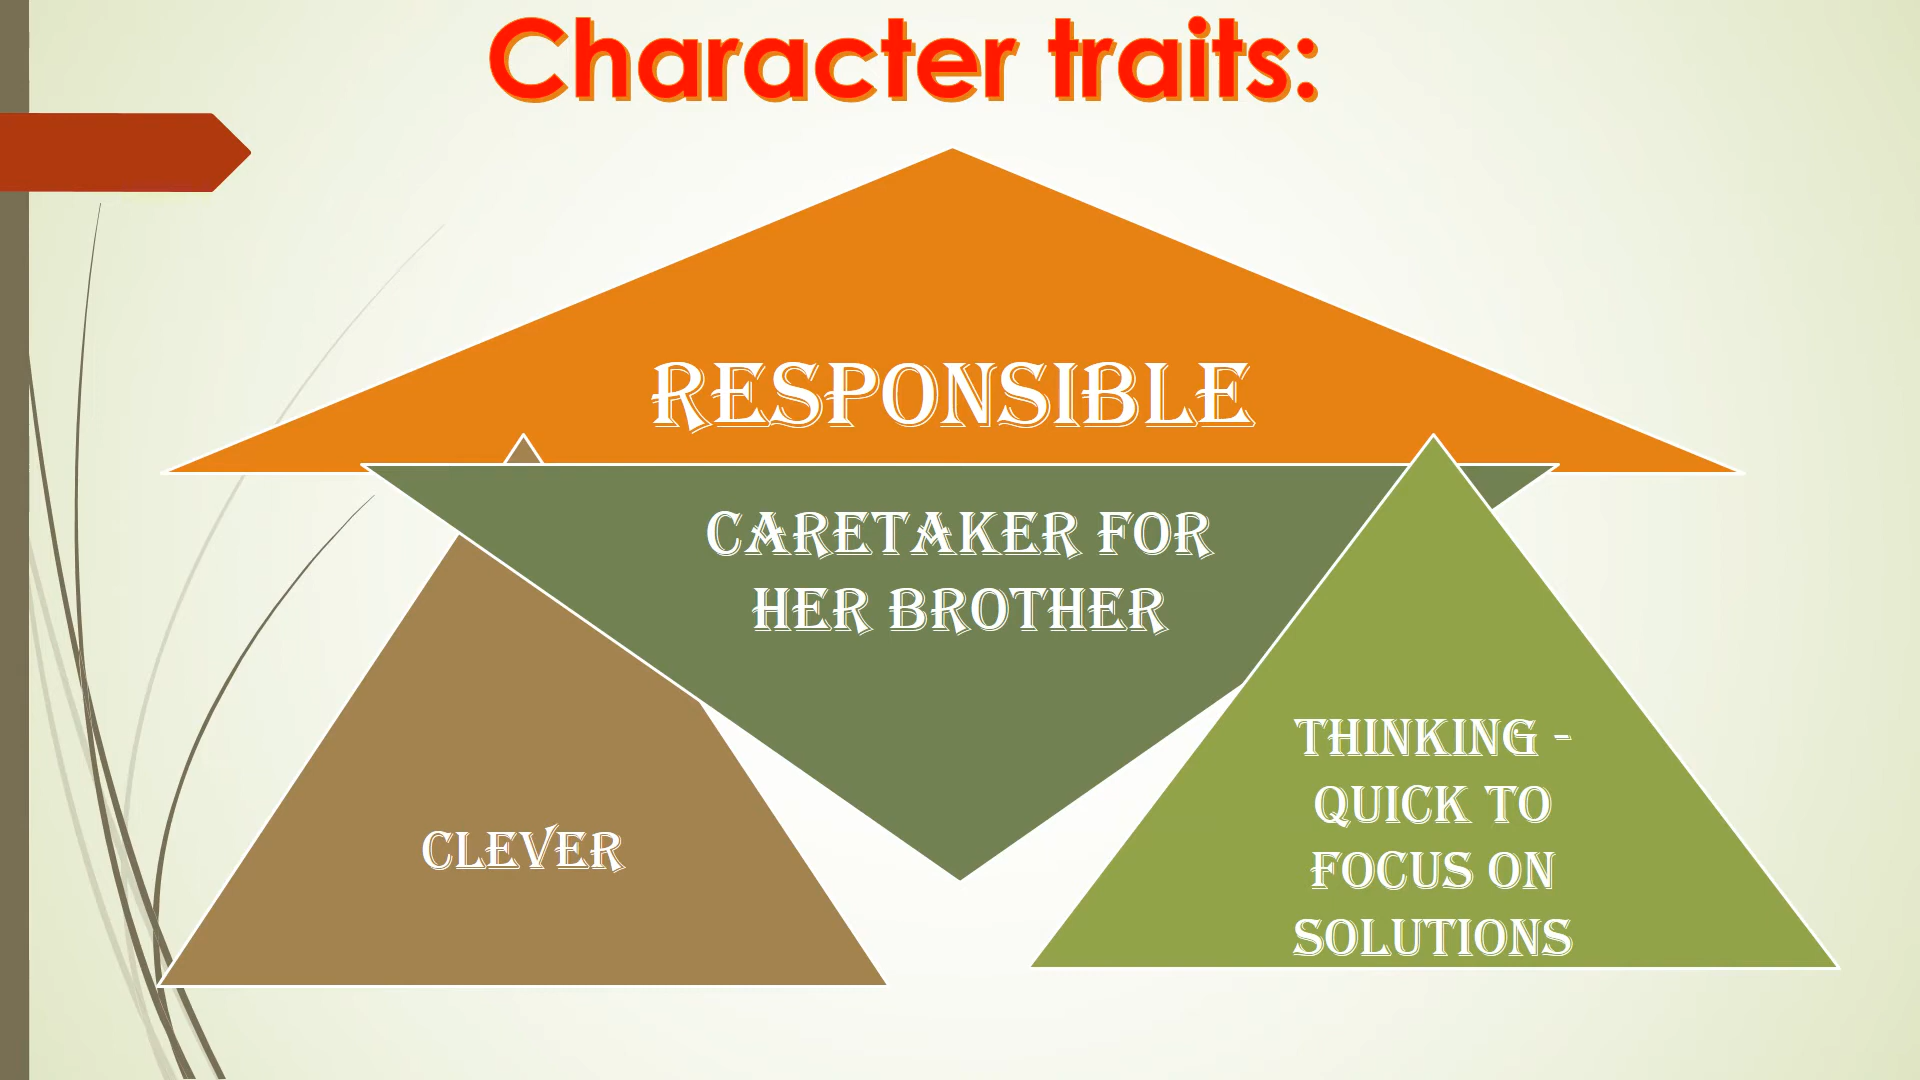 Character traits:
RESPONSIBLE
CARETAKER FOR
HER BROTHER
CLEVER
THINKING -
QUICK TO
FOCUS ON
SOLUTIONS